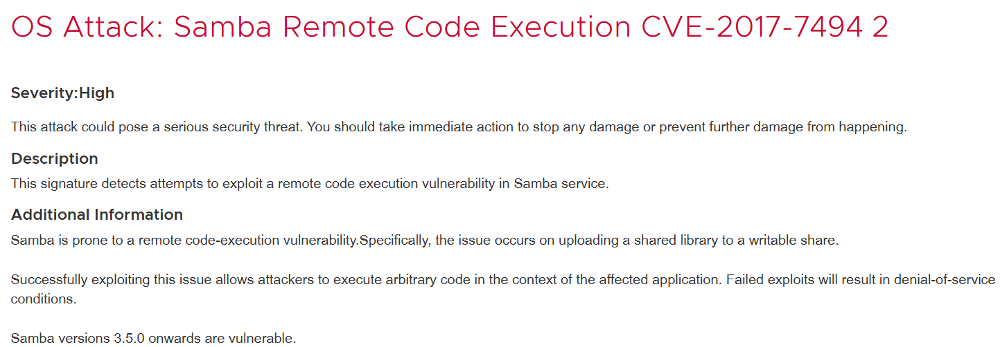 OS Attack: Samba Remote Code Execution CVE-2017-7494 2
Severity:High
This attack could pose a serious security threat. You should take immediate action to stop any damage or prevent further damage from happening.
Description
This signature detects attempts to exploit a remote code execution vulnerability in Samba service.
Additional Information
Samba is prone to a remote code-execution vulnerability.Specifically, the issue occurs on uploading a shared library to a writable share.
Successfully exploiting this issue allows attackers to execute arbitrary code in the context of the affected application. Failed exploits will result in denial-of-service
conditions.
Samba versions 3.5.0 onwards are vulnerable.